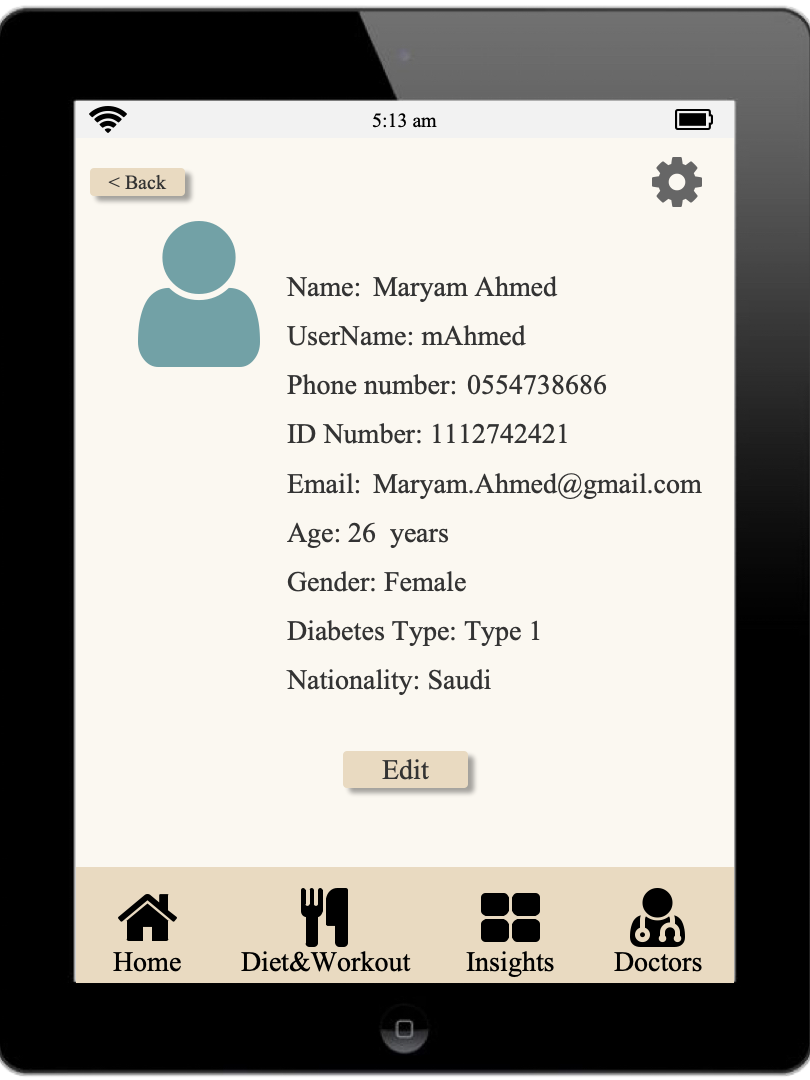 5:13 am
< Back
Name: Maryam Ahmed
UserName: mAhmed
Phone number: 0554738686
ID Number: 1112742421
Email: Maryam.Ahmed@gmail.com
Age: 26 years
Gender: Female
Diabetes Type: Type 1
Nationality: Saudi
Edit
Home Diet&Workout Insights Doctors